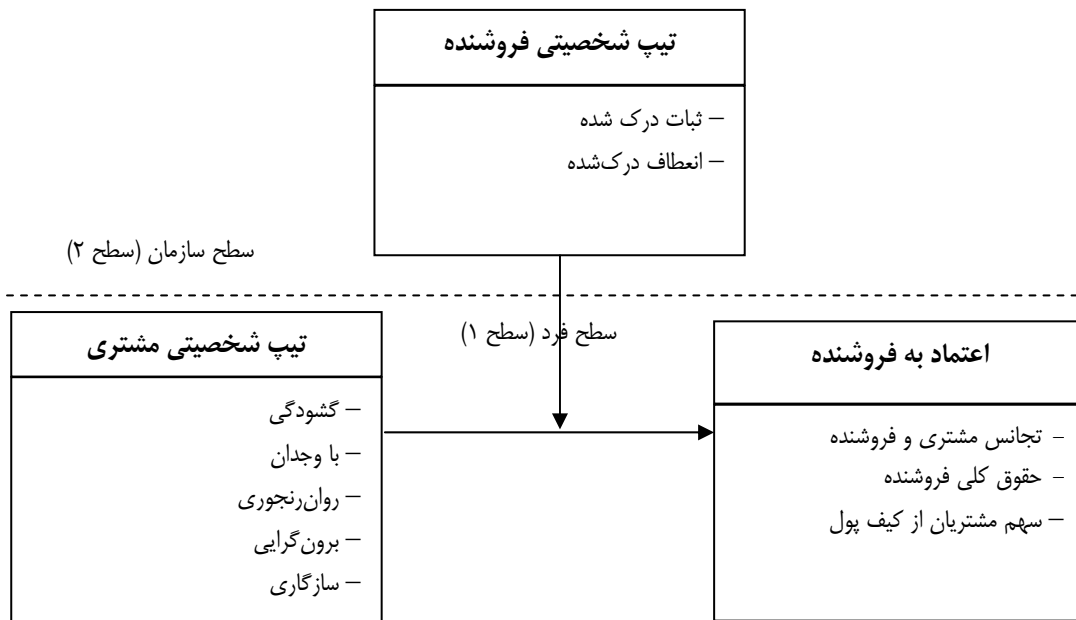 تیپ شخصیتی فروشنده
– ثبات درک شده
– انعطاف درک‌شده
سطح سازمان (سطح ۲)
سطح فرد (سطح ۱)
تیپ شخصیتی مشتری
– گشودگی
– با وجدان
– روان‌رنجوری
– برون‌گرایی
– سازگاری
اعتماد به فروشنده
– تجانس مشتری و فروشنده
– حقوق کلی فروشنده
– سهم مشتریان از کیف پول